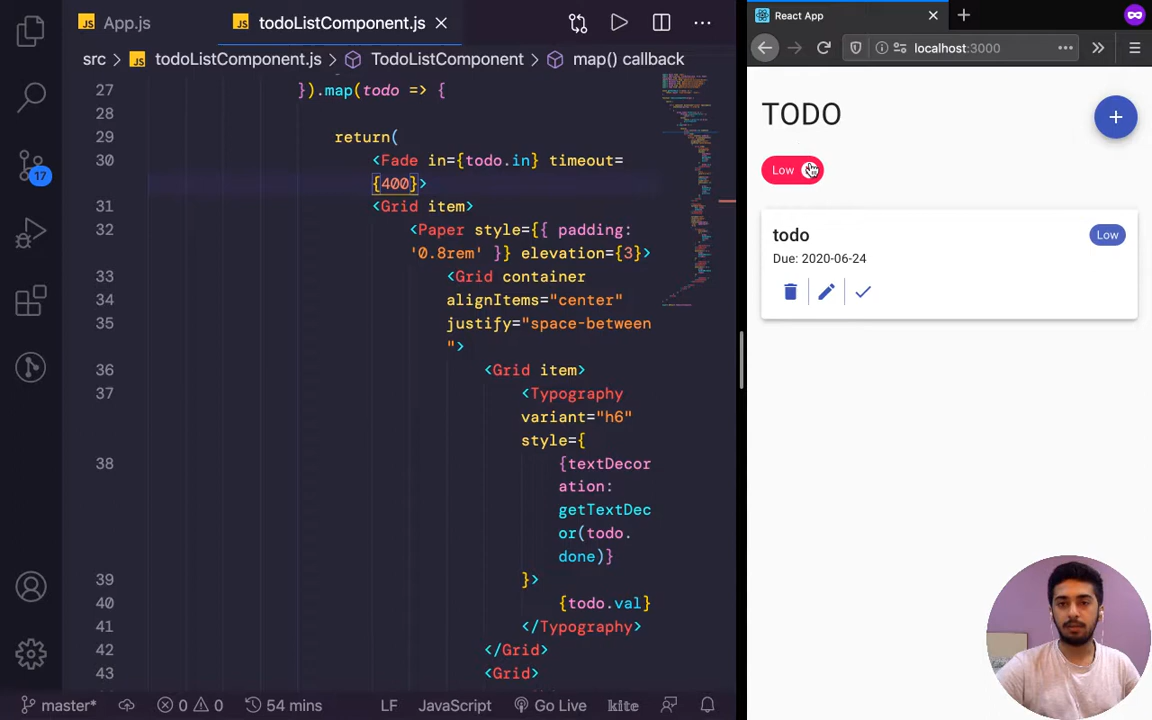 App.js
todoListComponent.js
src > todoListComponent.js > TodoListComponent > map() callback
27 }).map(todo => {
28
29 return(
30 <Fade in={todo.in} timeout=
{400}>
31 <Grid item>
32 <Paper style={{ padding:
'0.8rem' }} elevation={3}>
33 <Grid container
34 alignItems="center"
35 justify="space-between
">
36 <Grid item>
37 <Typography
variant="h6"
style={
38 {textDecor
ation:
getTextDec
or(todo.
done)}
39 }>
40 {todo.val}
41 </Typography>
42 </Grid>
43 <Grid>
17
master* 0 0 54 mins LF JavaScript Go Live kite
React App
localhost:3000
TODO
Low
todo
Low
Due: 2020-06-24